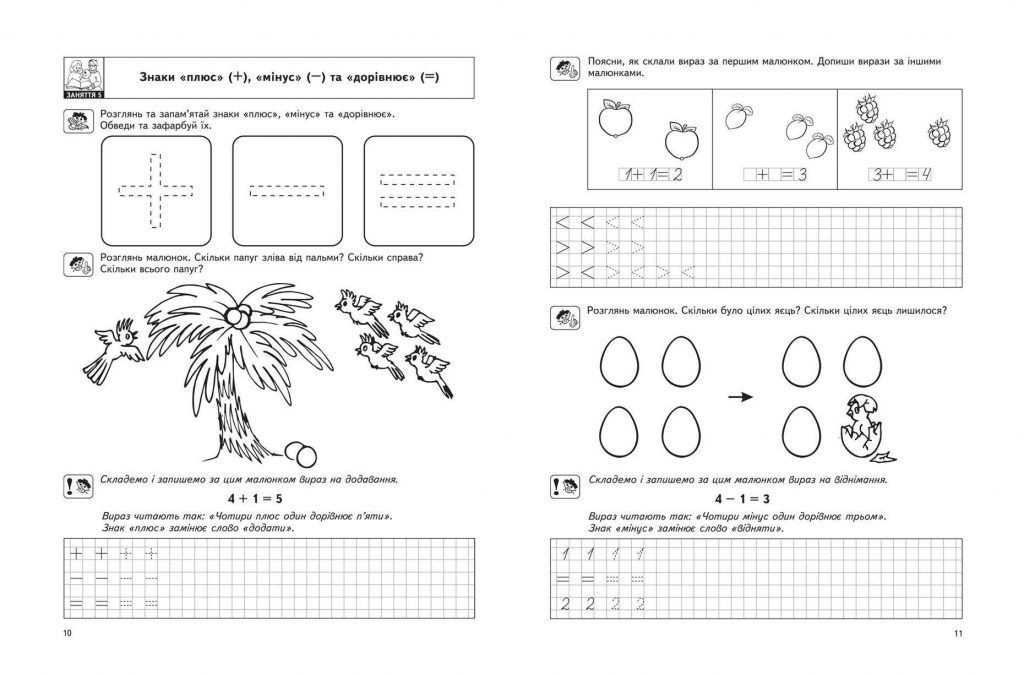 ЗАНЯТТЯ 5
Знаки «плюс» (+), «мінус» (−) та «дорівнює» (=)
Розглянь та запам’ятай знаки «плюс», «мінус» та «дорівнює».
Обведи та зафарбуй їх.
Розглянь малюнок. Скільки папуг зліва від пальми? Скільки справа?
Скільки всього папуг?
!
Складемо і запишемо за цим малюнком вираз на додавання.
4 + 1 = 5
Вираз читають так: «Чотири плюс один дорівнює п’яти».
Знак «плюс» замінює слово «додати».
+ + + +
− − − −
= = = =
10
Поясни, як склали вираз за першим малюнком. Допиши вирази за іншими
малюнками.
1 + 1 = 2
+ = 3
3 + = 4
< < < <
> > > >
> < > < > <
Розглянь малюнок. Скільки було цілих яєць? Скільки цілих яєць лишилося?
!
Складемо і запишемо за цим малюнком вираз на віднімання.
4 − 1 = 3
Вираз читають так: «Чотири мінус один дорівнює трьом».
Знак «мінус» замінює слово «відняти».
1 1 1 1
= = = =
2 2 2 2
11